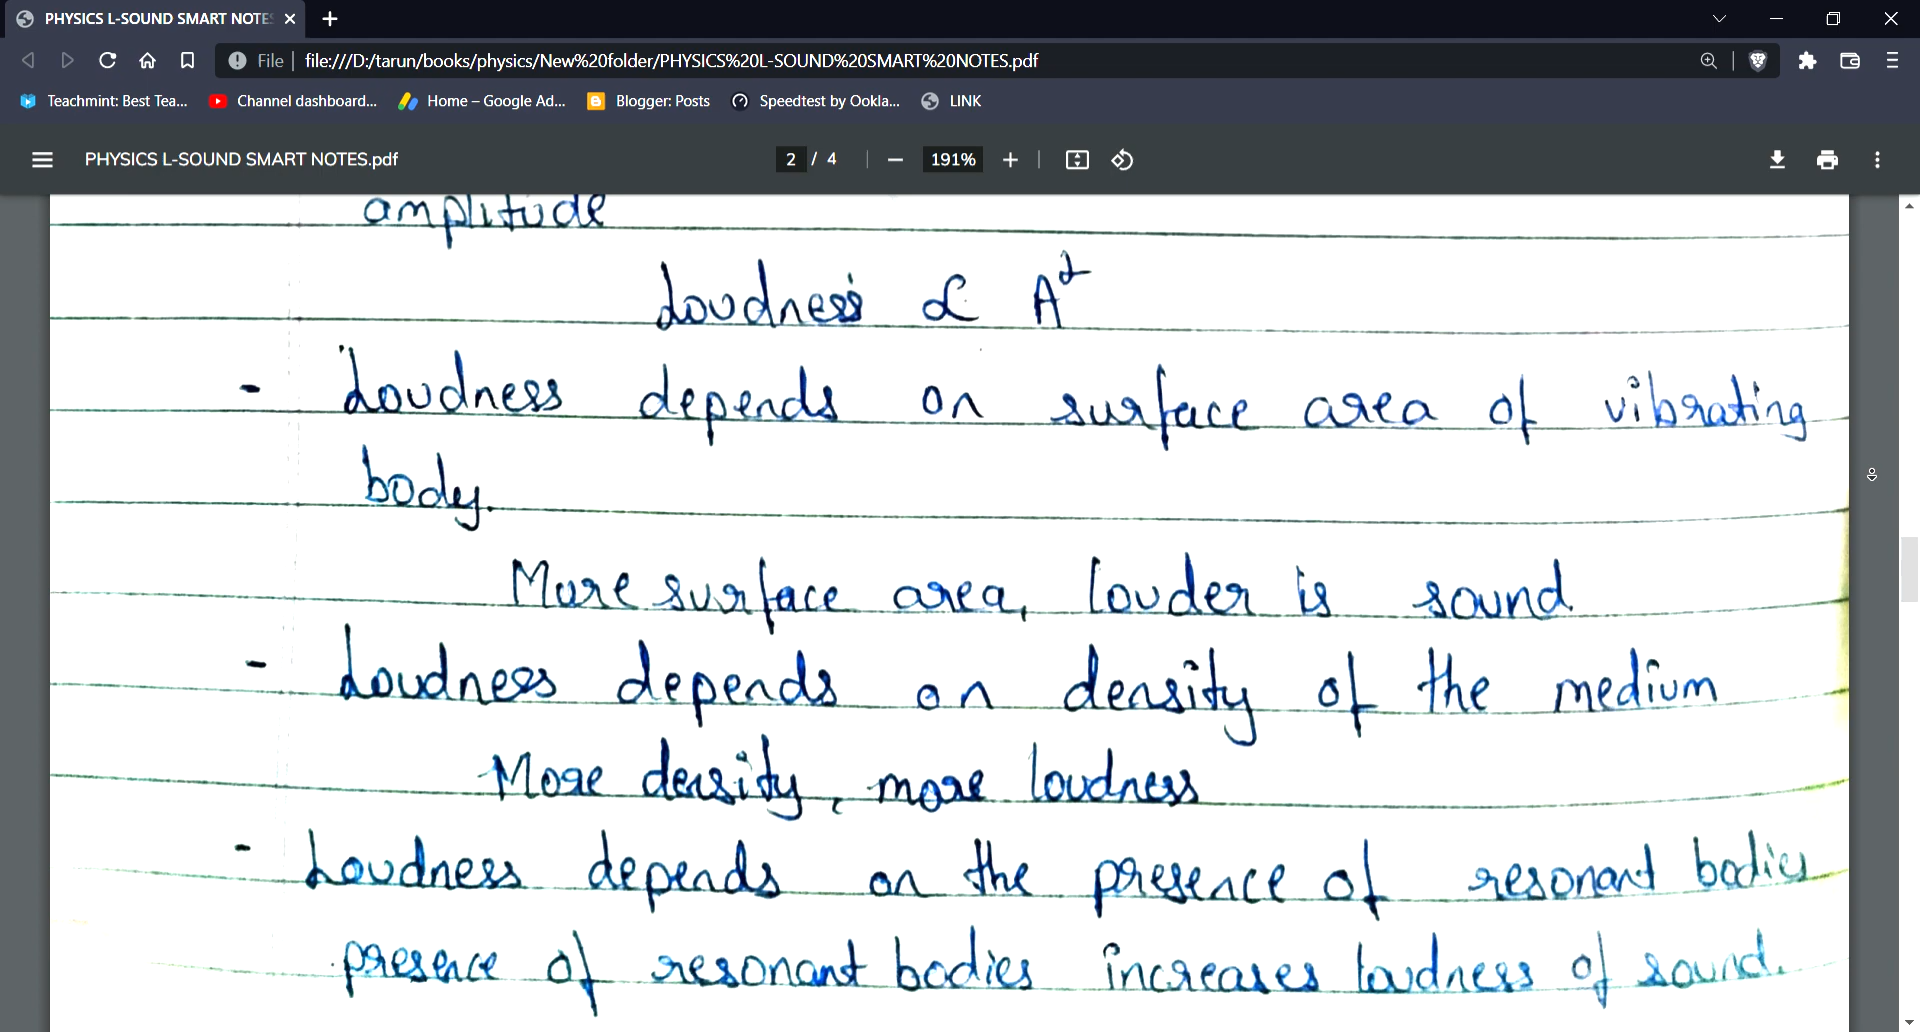 PHYSICS L-SOUND SMART NOTE
File file:///D:/tarun/books/physics/New%20folder/PHYSICS%20L-SOUND%20SMART%20NOTES.pdf
Teachmint: Best Tea... Channel dashboard... Home – Google Ad... Blogger: Posts Speedtest by Ookla... LINK
PHYSICS L-SOUND SMART NOTES.pdf 2 / 4 191%
amplitude
Loudness ∝ A²
- Loudness depends on surface area of vibrating
body.
More surface area, louder is sound
- Loudness depends on density of the medium
More density, more loudness
- Loudness depends on the presence of resonant bodies
presence of resonant bodies increases loudness of sound.